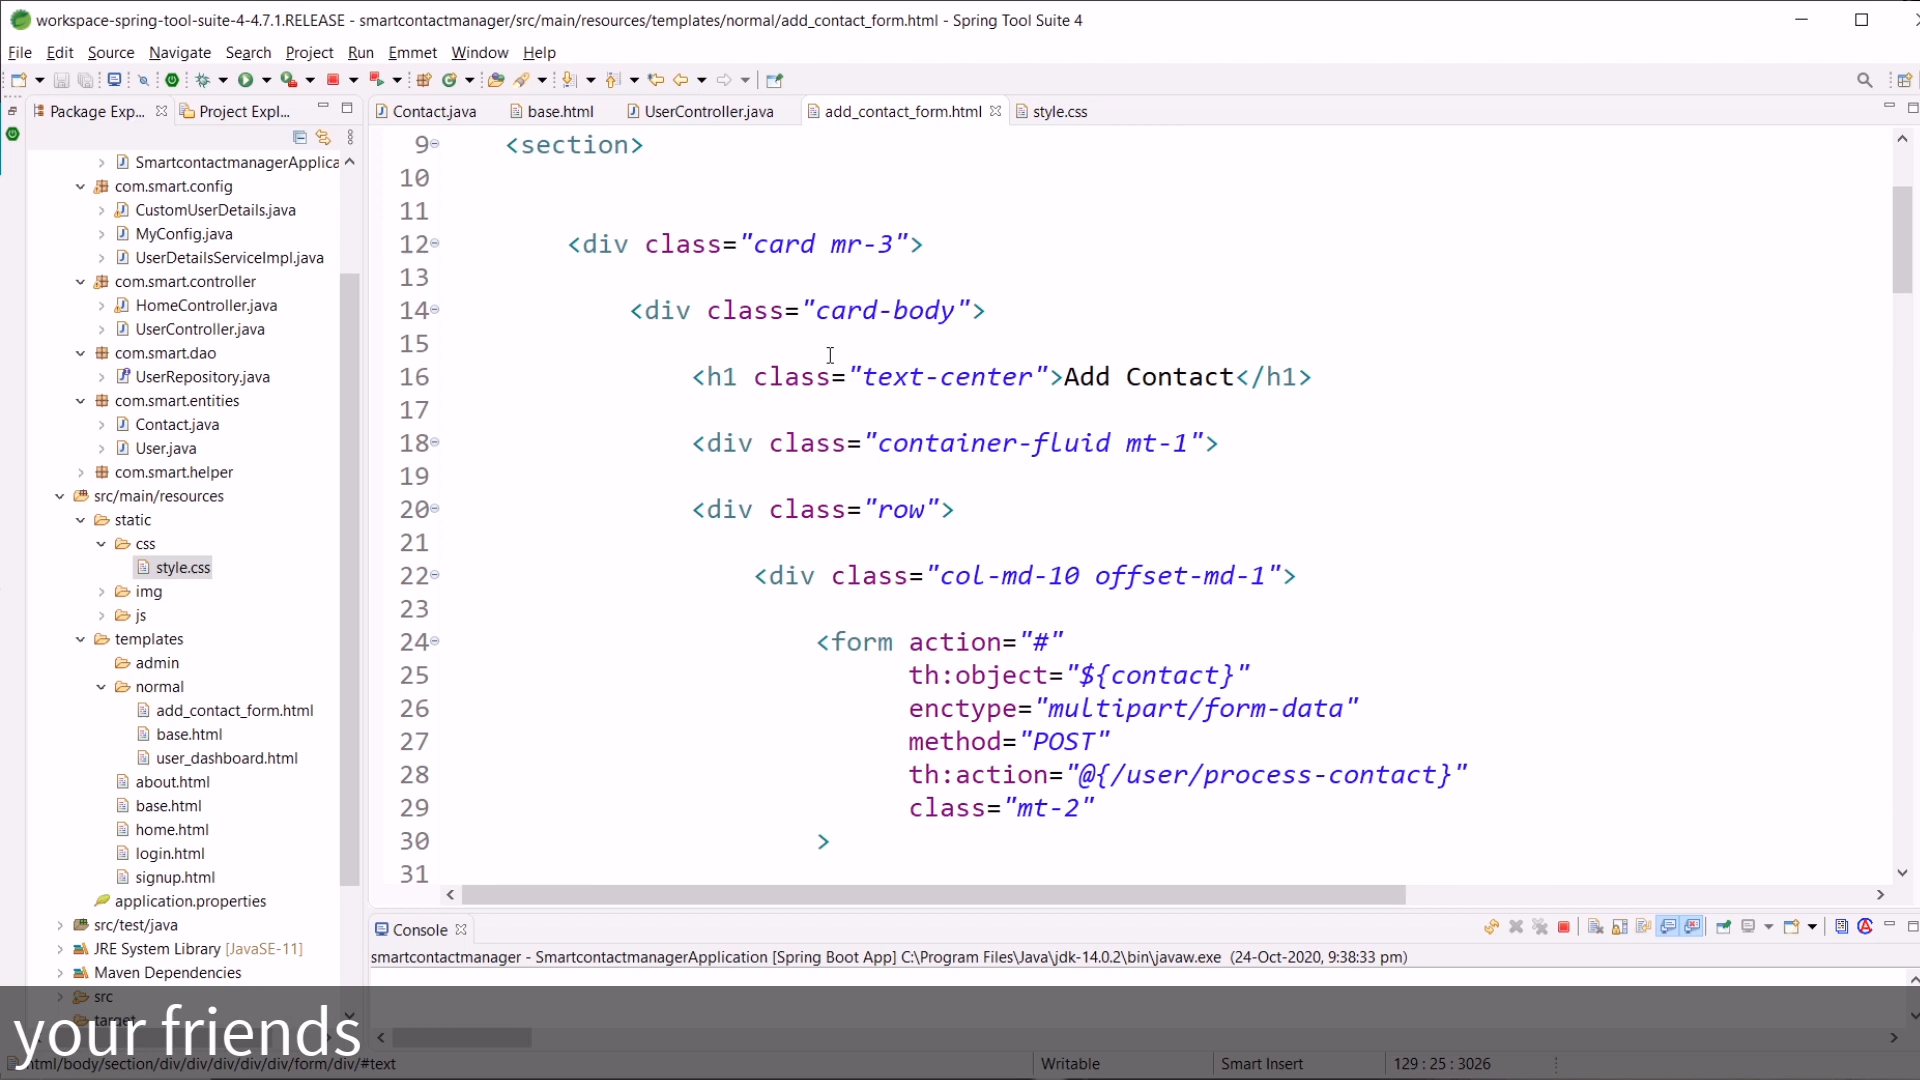 workspace-spring-tool-suite-4-4.7.1.RELEASE - smartcontactmanager/src/main/resources/templates/normal/add_contact_form.html - Spring Tool Suite 4
File Edit Source Navigate Search Project Run Emmet Window Help
Package Exp... Project Expl...
Contact.java base.html UserController.java add_contact_form.html style.css
SmartcontactmanagerApplica
com.smart.config
CustomUserDetails.java
MyConfig.java
UserDetailsServiceImpl.java
com.smart.controller
HomeController.java
UserController.java
com.smart.dao
UserRepository.java
com.smart.entities
Contact.java
User.java
com.smart.helper
src/main/resources
static
css
style.css
img
js
templates
admin
normal
add_contact_form.html
base.html
user_dashboard.html
about.html
base.html
home.html
login.html
signup.html
application.properties
src/test/java
JRE System Library [JavaSE-11]
Maven Dependencies
src
target
9 <section>
10
11
12 <div class="card mr-3">
13
14 <div class="card-body">
15
16 <h1 class="text-center">Add Contact</h1>
17
18 <div class="container-fluid mt-1">
19
20 <div class="row">
21
22 <div class="col-md-10 offset-md-1">
23
24 <form action="#"
25 th:object="${contact}"
26 enctype="multipart/form-data"
27 method="POST"
28 th:action="@{/user/process-contact}"
29 class="mt-2"
30 >
31
Console
smartcontactmanager - SmartcontactmanagerApplication [Spring Boot App] C:\Program Files\Java\jdk-14.0.2\bin\javaw.exe (24-Oct-2020, 9:38:33 pm)
your friends
html/body/section/div/div/div/div/div/form/div/#text Writable Smart Insert 129 : 25 : 3026